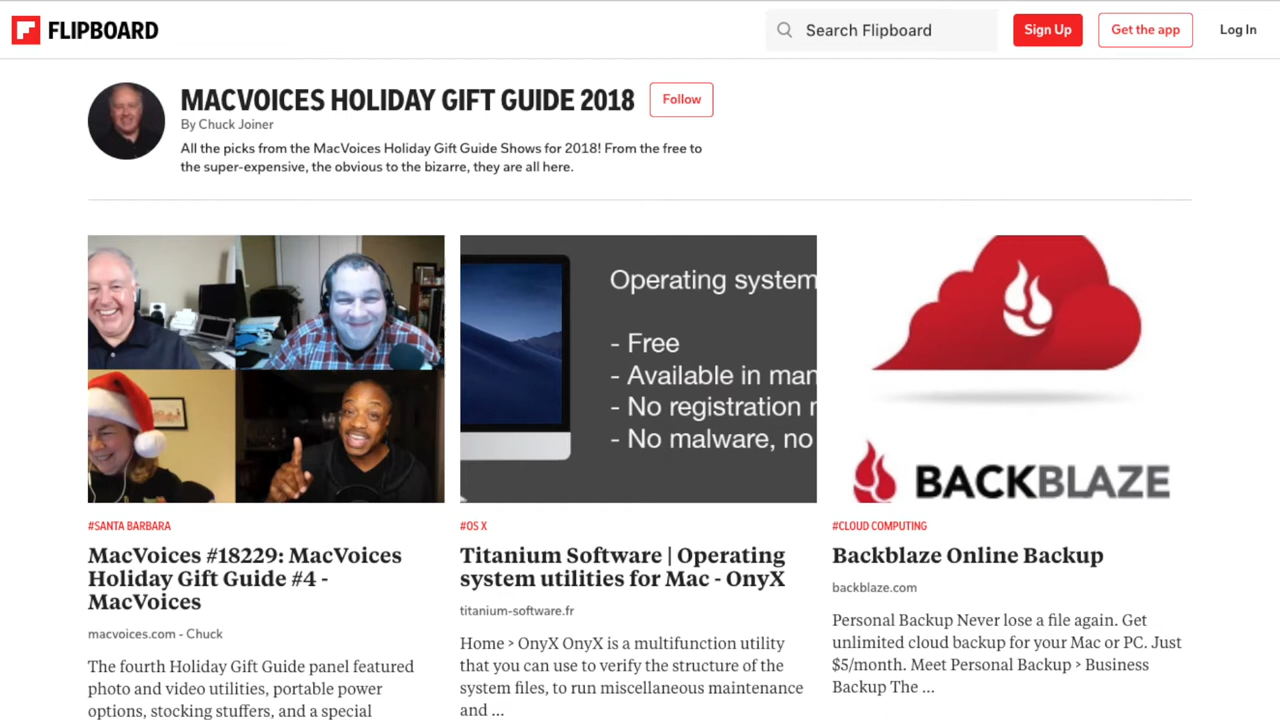 FLIPBOARD
Search Flipboard
Sign Up
Get the app
Log In
MACVOICES HOLIDAY GIFT GUIDE 2018
Follow
By Chuck Joiner
All the picks from the MacVoices Holiday Gift Guide Shows for 2018! From the free to
the super-expensive, the obvious to the bizarre, they are all here.
#SANTA BARBARA
MacVoices #18229: MacVoices
Holiday Gift Guide #4 -
MacVoices
macvoices.com - Chuck
The fourth Holiday Gift Guide panel featured
photo and video utilities, portable power
options, stocking stuffers, and a special
Operating system
- Free
- Available in man
- No registration r
- No malware, no
#OS X
Titanium Software | Operating
system utilities for Mac - OnyX
titanium-software.fr
Home > OnyX OnyX is a multifunction utility
that you can use to verify the structure of the
system files, to run miscellaneous maintenance
and ...
BACKBLAZE
#CLOUD COMPUTING
Backblaze Online Backup
backblaze.com
Personal Backup Never lose a file again. Get
unlimited cloud backup for your Mac or PC. Just
$5/month. Meet Personal Backup > Business
Backup The ...